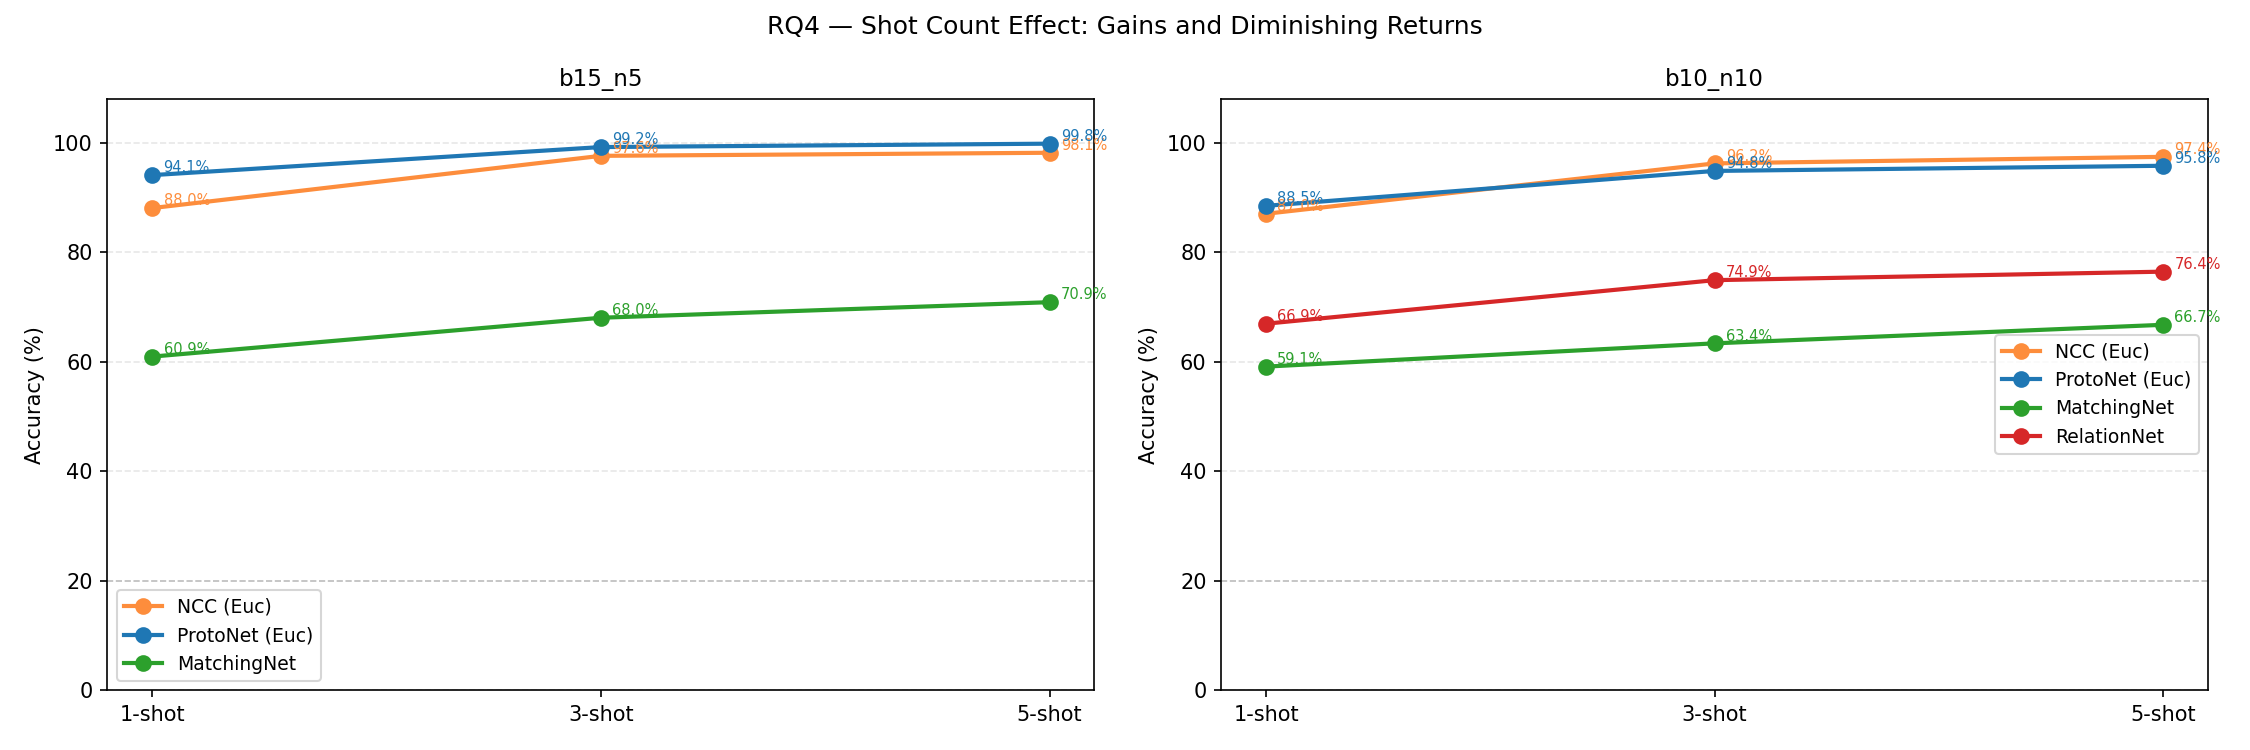 RQ4 — Shot Count Effect: Gains and Diminishing Returns
b15_n5
Accuracy (%)
100
80
60
40
20
0
1-shot
3-shot
5-shot
94.1%
99.2%
99.8%
88.0%
98.1%
60.9%
68.0%
70.9%
NCC (Euc)
ProtoNet (Euc)
MatchingNet
b10_n10
Accuracy (%)
100
80
60
40
20
0
1-shot
3-shot
5-shot
96.2%
97.4%
88.5%
94.8%
95.8%
66.9%
74.9%
76.4%
59.1%
63.4%
66.7%
NCC (Euc)
ProtoNet (Euc)
MatchingNet
RelationNet